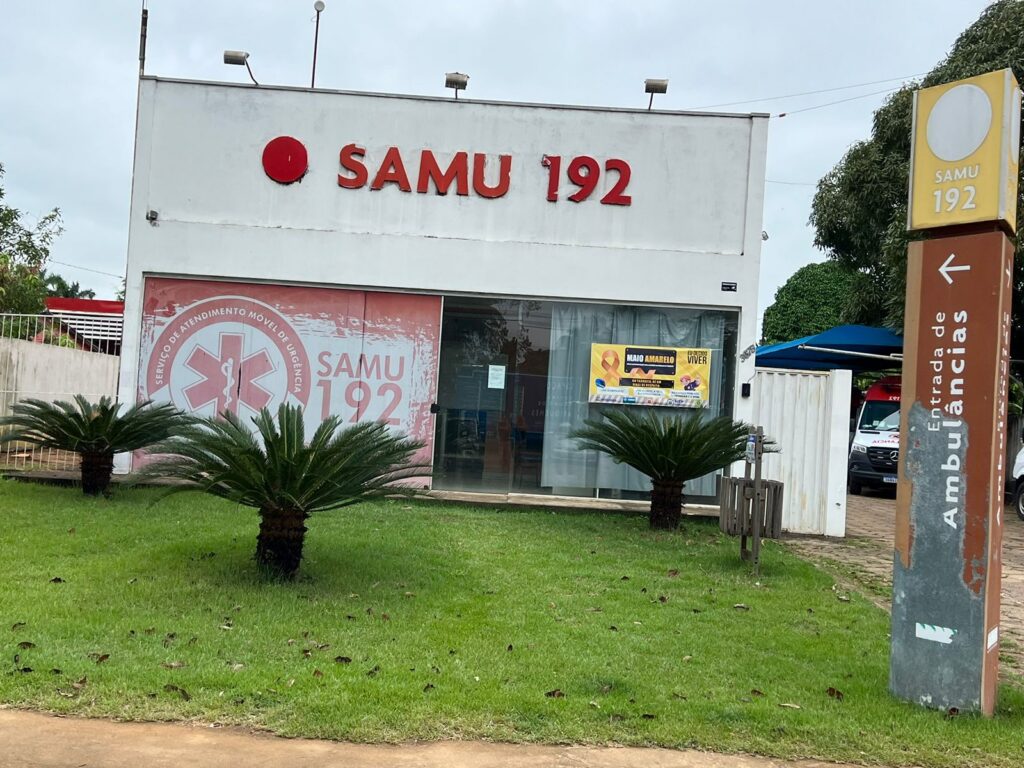 SAMU 192
SERVIÇO DE ATENDIMENTO MÓVEL DE URGÊNCIA
SAMU
192
MAIO AMARELO
VIVER
SAMU
192
Entrada de
Ambulâncias